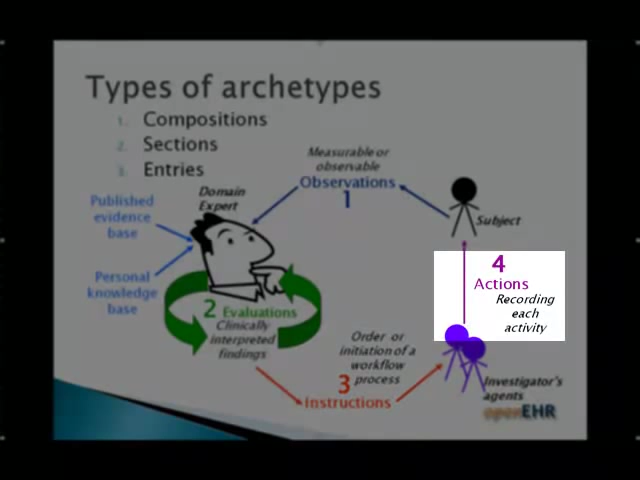 Types of archetypes
1. Compositions
2. Sections
3. Entries
Measurable or
observable
Observations
1
Domain
Expert
Published
evidence
base
Subject
Personal
knowledge
base
4
Actions
Recording
each
activity
2 Evaluations
Clinically
interpreted
findings
Order or
initiation of a
workflow
process
3
Instructions
Investigator's
agents
openEHR